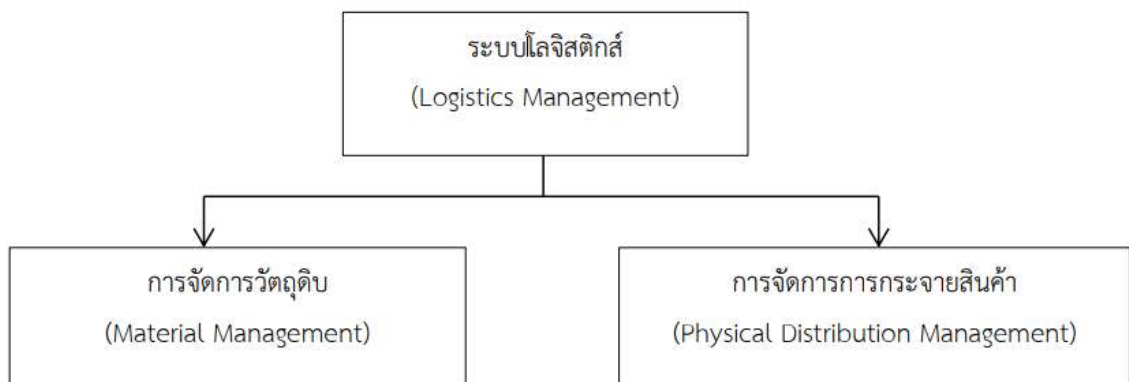 ระบบโลจิสติกส์
(Logistics Management)
การจัดการวัตถุดิบ
(Material Management)
การจัดการการกระจายสินค้า
(Physical Distribution Management)